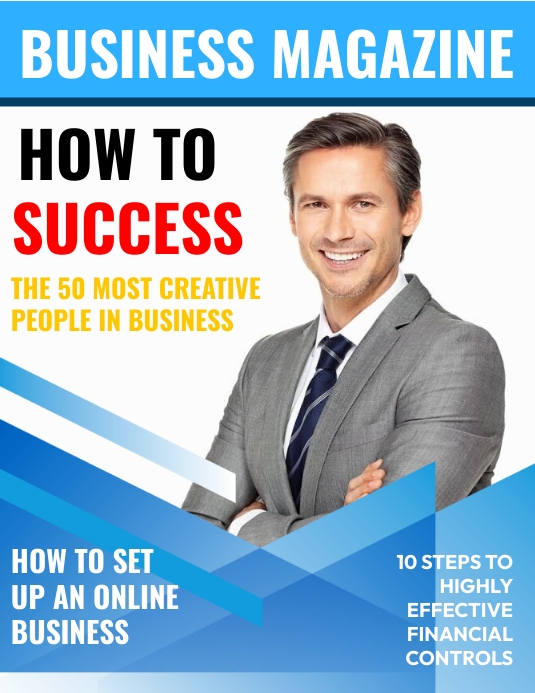 BUSINESS MAGAZINE
HOW TO
SUCCESS
THE 50 MOST CREATIVE
PEOPLE IN BUSINESS
HOW TO SET
UP AN ONLINE
BUSINESS
10 STEPS TO
HIGHLY
EFFECTIVE
FINANCIAL
CONTROLS